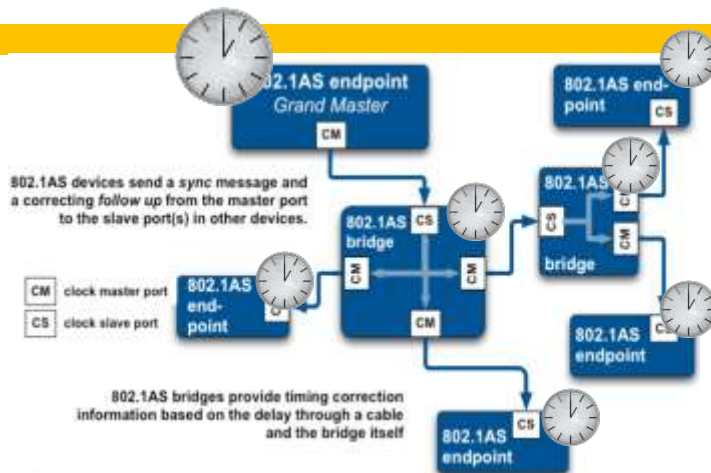 02.1AS endpoint
Grand Master
CM
802.1AS end-
point
CS
802.1AS devices send a sync message and
a correcting follow up from the master port
to the slave port(s) in other devices.
802.1AS
bridge
CS
CM
CM
CM
802.1AS
CS
CM
CM
bridge
CM clock master port
CS clock slave port
802.1AS
end-
point
CS
802.1AS
endpoint
802.1AS bridges provide timing correction
information based on the delay through a cable
and the bridge itself
CS
802.1AS
endpoint